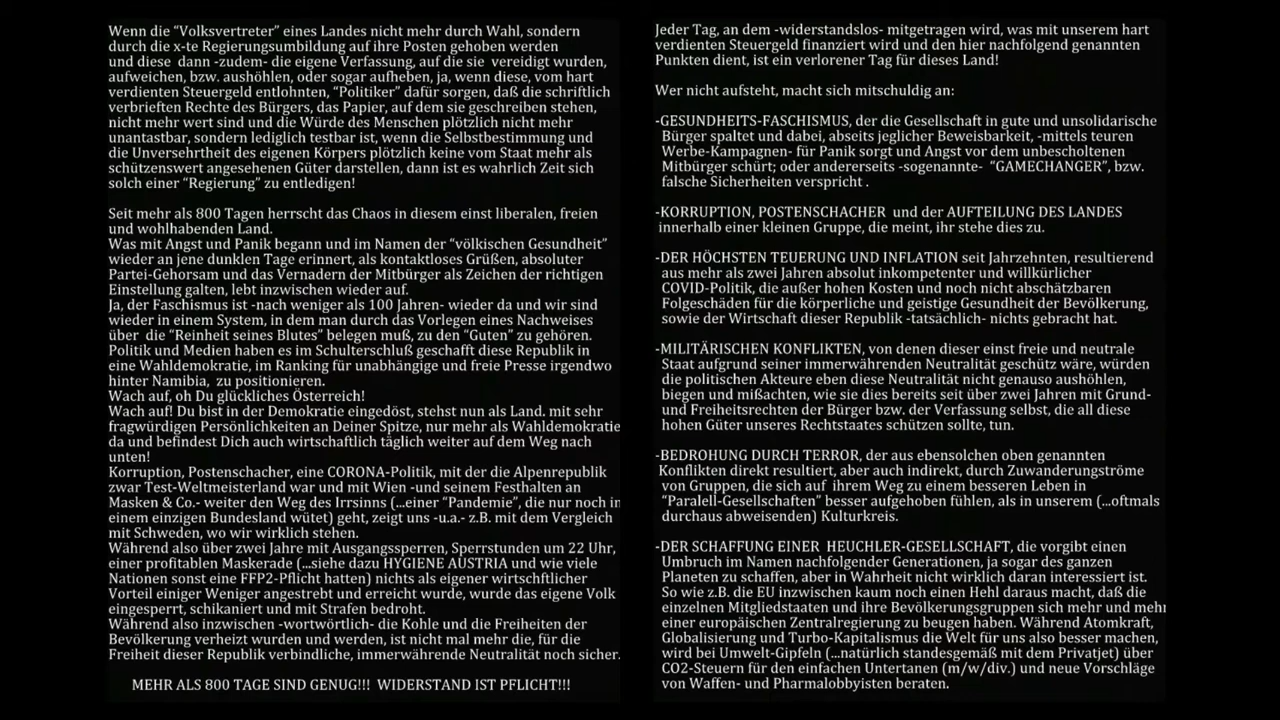 Wenn die “Volksvertreter” eines Landes nicht mehr durch Wahl, sondern
durch die x-te Regierungsumbildung auf ihre Posten gehoben werden
und diese dann -zudem- die eigene Verfassung, auf die sie vereidigt wurden,
aufweichen, bzw. aushöhlen, oder sogar aufheben, ja, wenn diese, vom hart
verdienten Steuergeld entlohnten, “Politiker” dafür sorgen, daß die schriftlich
verbrieften Rechte des Bürgers, das Papier, auf dem sie geschreiben stehen,
nicht mehr wert sind und die Würde des Menschen plötzlich nicht mehr
unantastbar, sondern lediglich testbar ist, wenn die Selbstbestimmung und
die Unversehrtheit des eigenen Körpers plötzlich keine vom Staat mehr als
schützenswert angesehenen Güter darstellen, dann ist es wahrlich Zeit sich
solch einer “Regierung” zu entledigen!
Seit mehr als 800 Tagen herrscht das Chaos in diesem einst liberalen, freien
und wohlhabenden Land.
Was mit Angst und Panik begann und im Namen der “völkischen Gesundheit”
wieder an jene dunklen Tage erinnert, als kontaktloses Grüßen, absoluter
Partei-Gehorsam und das Vernadern der Mitbürger als Zeichen der richtigen
Einstellung galten, lebt inzwischen wieder auf.
Ja, der Faschismus ist -nach weniger als 100 Jahren- wieder da und wir sind
wieder in einem System, in dem man durch das Vorlegen eines Nachweises
über die “Reinheit seines Blutes” belegen muß, zu den “Guten” zu gehören.
Politik und Medien haben es im Schulterschluß geschafft diese Republik in
eine Wahldemokratie, im Ranking für unabhängige und freie Presse irgendwo
hinter Namibia, zu positionieren.
Wach auf, oh Du glückliches Österreich!
Wach auf! Du bist in der Demokratie eingedöst, stehst nun als Land. mit sehr
fragwürdigen Persönlichkeiten an Deiner Spitze, nur mehr als Wahldemokratie
da und befindest Dich auch wirtschaftlich täglich weiter auf dem Weg nach
unten!
Korruption, Postenschacher, eine CORONA-Politik, mit der die Alpenrepublik
zwar Test-Weltmeisterland war und mit Wien -und seinem Festhalten an
Masken & Co.- weiter den Weg des Irrsinns (...einer “Pandemie”, die nur noch in
einem einzigen Bundesland wütet) geht, zeigt uns -u.a.- z.B. mit dem Vergleich
mit Schweden, wo wir wirklich stehen.
Während also über zwei Jahre mit Ausgangssperren, Sperrstunden um 22 Uhr,
einer profitablen Maskerade (...siehe dazu HYGIENE AUSTRIA und wie viele
Nationen sonst eine FFP2-Pflicht hatten) nichts als eigener wirtschftlicher
Vorteil einiger Weniger angestrebt und erreicht wurde, wurde das eigene Volk
eingesperrt, schikaniert und mit Strafen bedroht.
Während also inzwischen -wortwörtlich- die Kohle und die Freiheiten der
Bevölkerung verheizt wurden und werden, ist nicht mal mehr die, für die
Freiheit dieser Republik verbindliche, immerwährende Neutralität noch sicher.
MEHR ALS 800 TAGE SIND GENUG!!! WIDERSTAND IST PFLICHT!!!
Jeder Tag, an dem -widerstandslos- mitgetragen wird, was mit unserem hart
verdienten Steuergeld finanziert wird und den hier nachfolgend genannten
Punkten dient, ist ein verlorener Tag für dieses Land!
Wer nicht aufsteht, macht sich mitschuldig an:
-GESUNDHEITS-FASCHISMUS, der die Gesellschaft in gute und unsolidarische
Bürger spaltet und dabei, abseits jeglicher Beweisbarkeit, -mittels teuren
Werbe-Kampagnen- für Panik sorgt und Angst vor dem unbescholtenen
Mitbürger schürt; oder andererseits -sogenannte- “GAMECHANGER”, bzw.
falsche Sicherheiten verspricht .
-KORRUPTION, POSTENSCHACHER und der AUFTEILUNG DES LANDES
innerhalb einer kleinen Gruppe, die meint, ihr stehe dies zu.
-DER HÖCHSTEN TEUERUNG UND INFLATION seit Jahrzehnten, resultierend
aus mehr als zwei Jahren absolut inkompetenter und willkürlicher
COVID-Politik, die außer hohen Kosten und noch nicht abschätzbaren
Folgeschäden für die körperliche und geistige Gesundheit der Bevölkerung,
sowie der Wirtschaft dieser Republik -tatsächlich- nichts gebracht hat.
-MILITÄRISCHEN KONFLIKTEN, von denen dieser einst freie und neutrale
Staat aufgrund seiner immerwährenden Neutralität geschütz wäre, würden
die politischen Akteure eben diese Neutralität nicht genauso aushöhlen,
biegen und mißachten, wie sie dies bereits seit über zwei Jahren mit Grund-
und Freiheitsrechten der Bürger bzw. der Verfassung selbst, die all diese
hohen Güter unseres Rechtstaates schützen sollte, tun.
-BEDROHUNG DURCH TERROR, der aus ebensolchen oben genannten
Konflikten direkt resultiert, aber auch indirekt, durch Zuwanderungströme
von Gruppen, die sich auf ihrem Weg zu einem besseren Leben in
“Paralell-Gesellschaften” besser aufgehoben fühlen, als in unserem (...oftmals
durchaus abweisenden) Kulturkreis.
-DER SCHAFFUNG EINER HEUCHLER-GESELLSCHAFT, die vorgibt einen
Umbruch im Namen nachfolgender Generationen, ja sogar des ganzen
Planeten zu schaffen, aber in Wahrheit nicht wirklich daran interessiert ist.
So wie z.B. die EU inzwischen kaum noch einen Hehl daraus macht, daß die
einzelnen Mitgliedstaaten und ihre Bevölkerungsgruppen sich mehr und mehr
einer europäischen Zentralregierung zu beugen haben. Während Atomkraft,
Globalisierung und Turbo-Kapitalismus die Welt für uns also besser machen,
wird bei Umwelt-Gipfeln (...natürlich standesgemäß mit dem Privatjet) über
CO2-Steuern für den einfachen Untertanen (m/w/div.) und neue Vorschläge
von Waffen- und Pharmalobbyisten beraten.